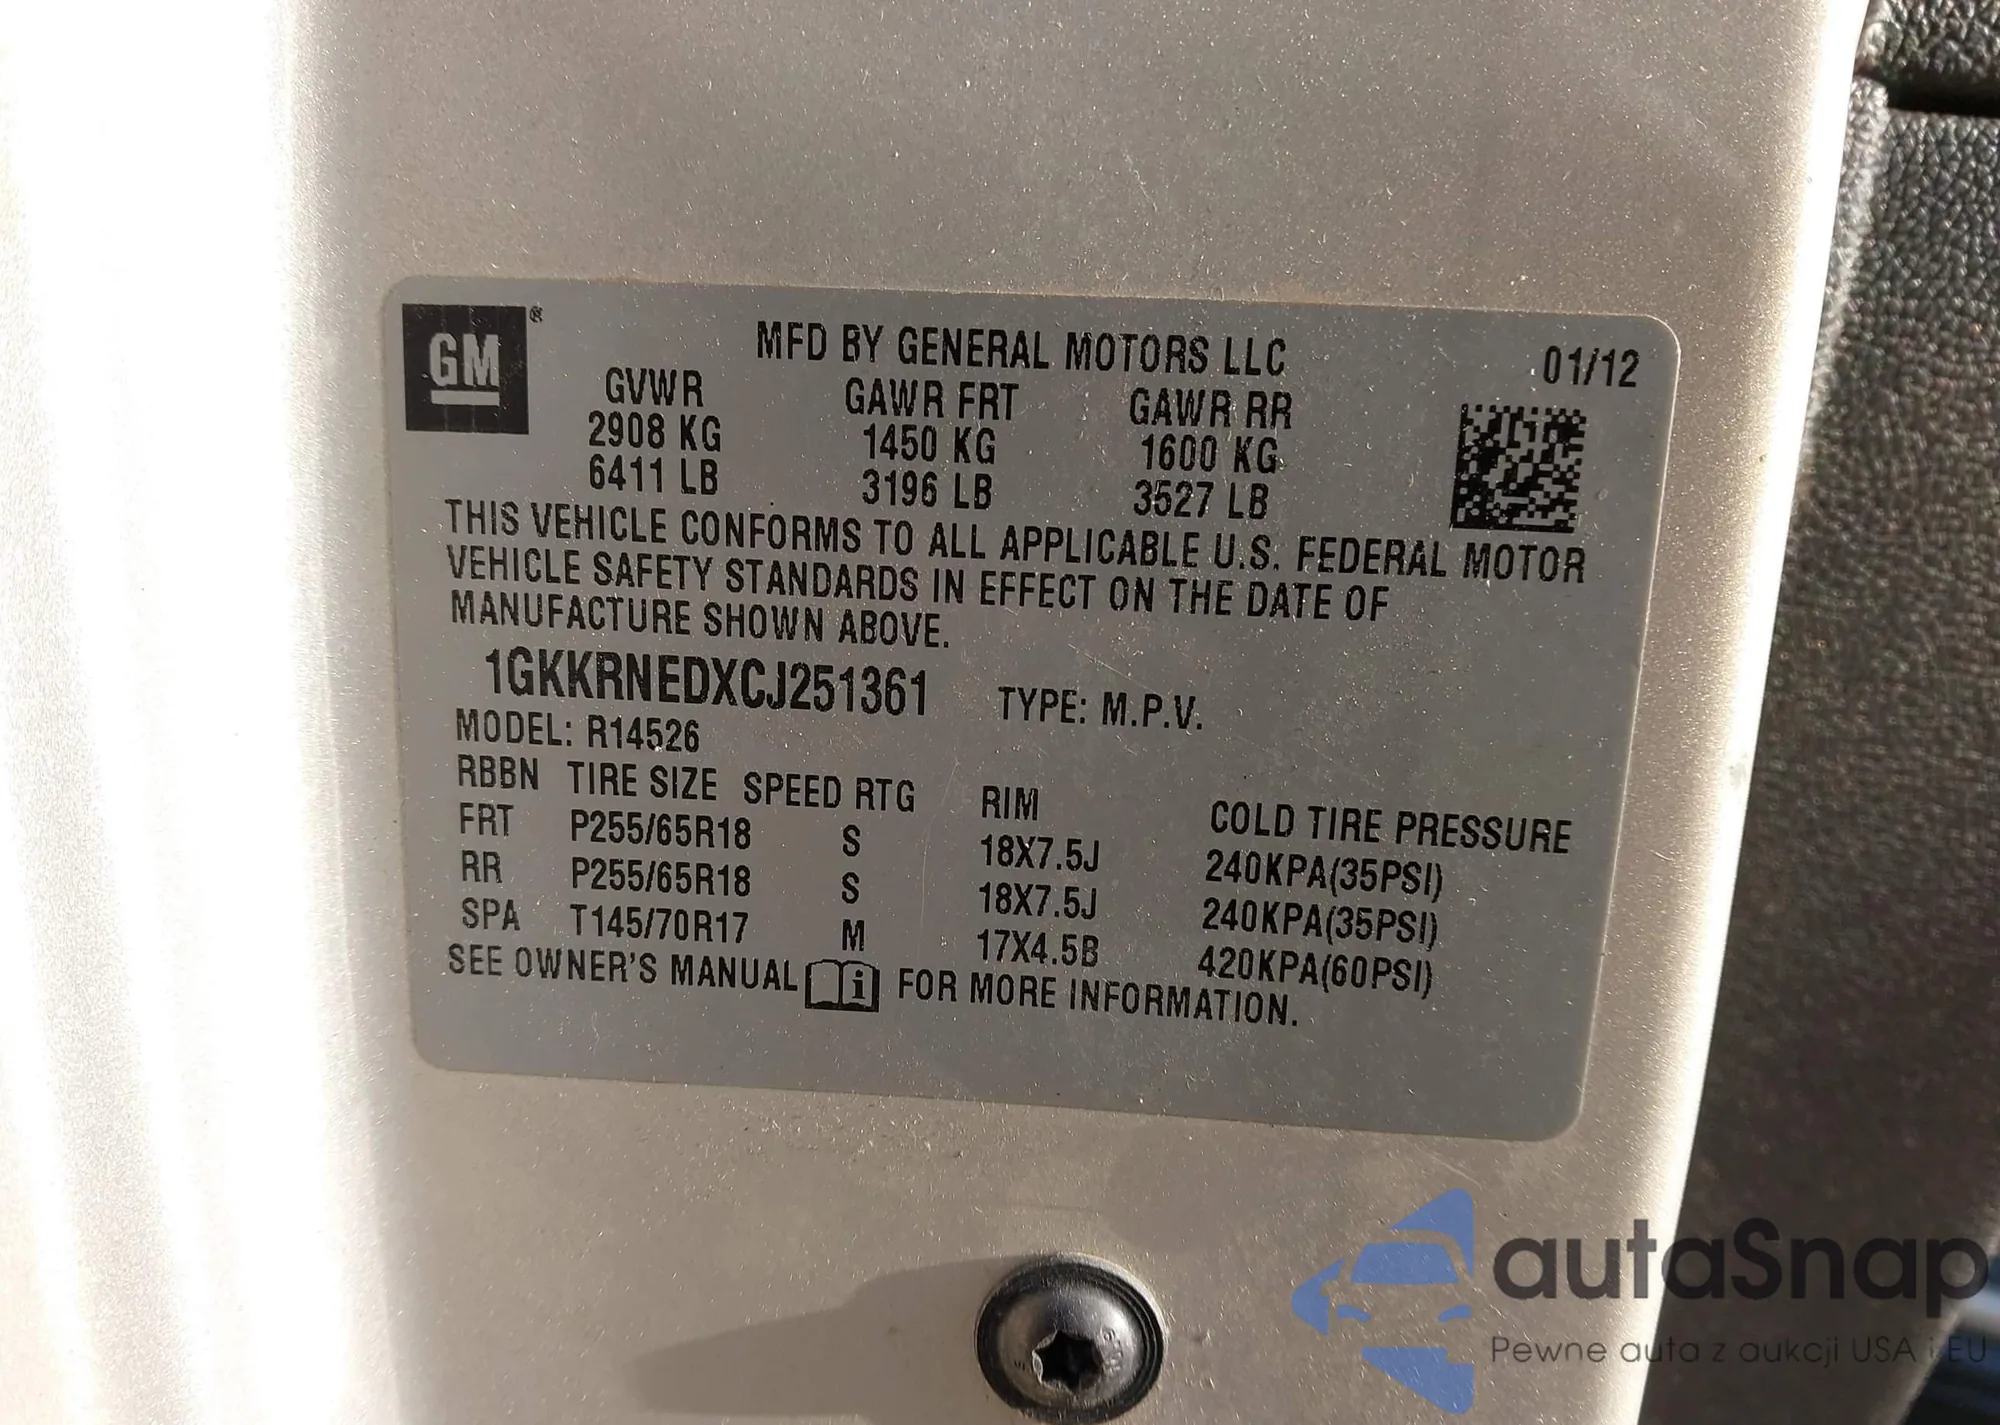 GM®
MFD BY GENERAL MOTORS LLC 01/12
GVWR GAWR FRT GAWR RR
2908 KG 1450 KG 1600 KG
6411 LB 3196 LB 3527 LB
THIS VEHICLE CONFORMS TO ALL APPLICABLE U.S. FEDERAL MOTOR
VEHICLE SAFETY STANDARDS IN EFFECT ON THE DATE OF
MANUFACTURE SHOWN ABOVE.
1GKKRNEDXCJ251361 TYPE: M.P.V.
MODEL: R14526
RBBN TIRE SIZE SPEED RTG RIM COLD TIRE PRESSURE
FRT P255/65R18 S 18X7.5J 240KPA(35PSI)
RR P255/65R18 S 18X7.5J 240KPA(35PSI)
SPA T145/70R17 M 17X4.5B 420KPA(60PSI)
SEE OWNER'S MANUAL i FOR MORE INFORMATION.
autaSnap
Pewne auta z aukcji USA i EU